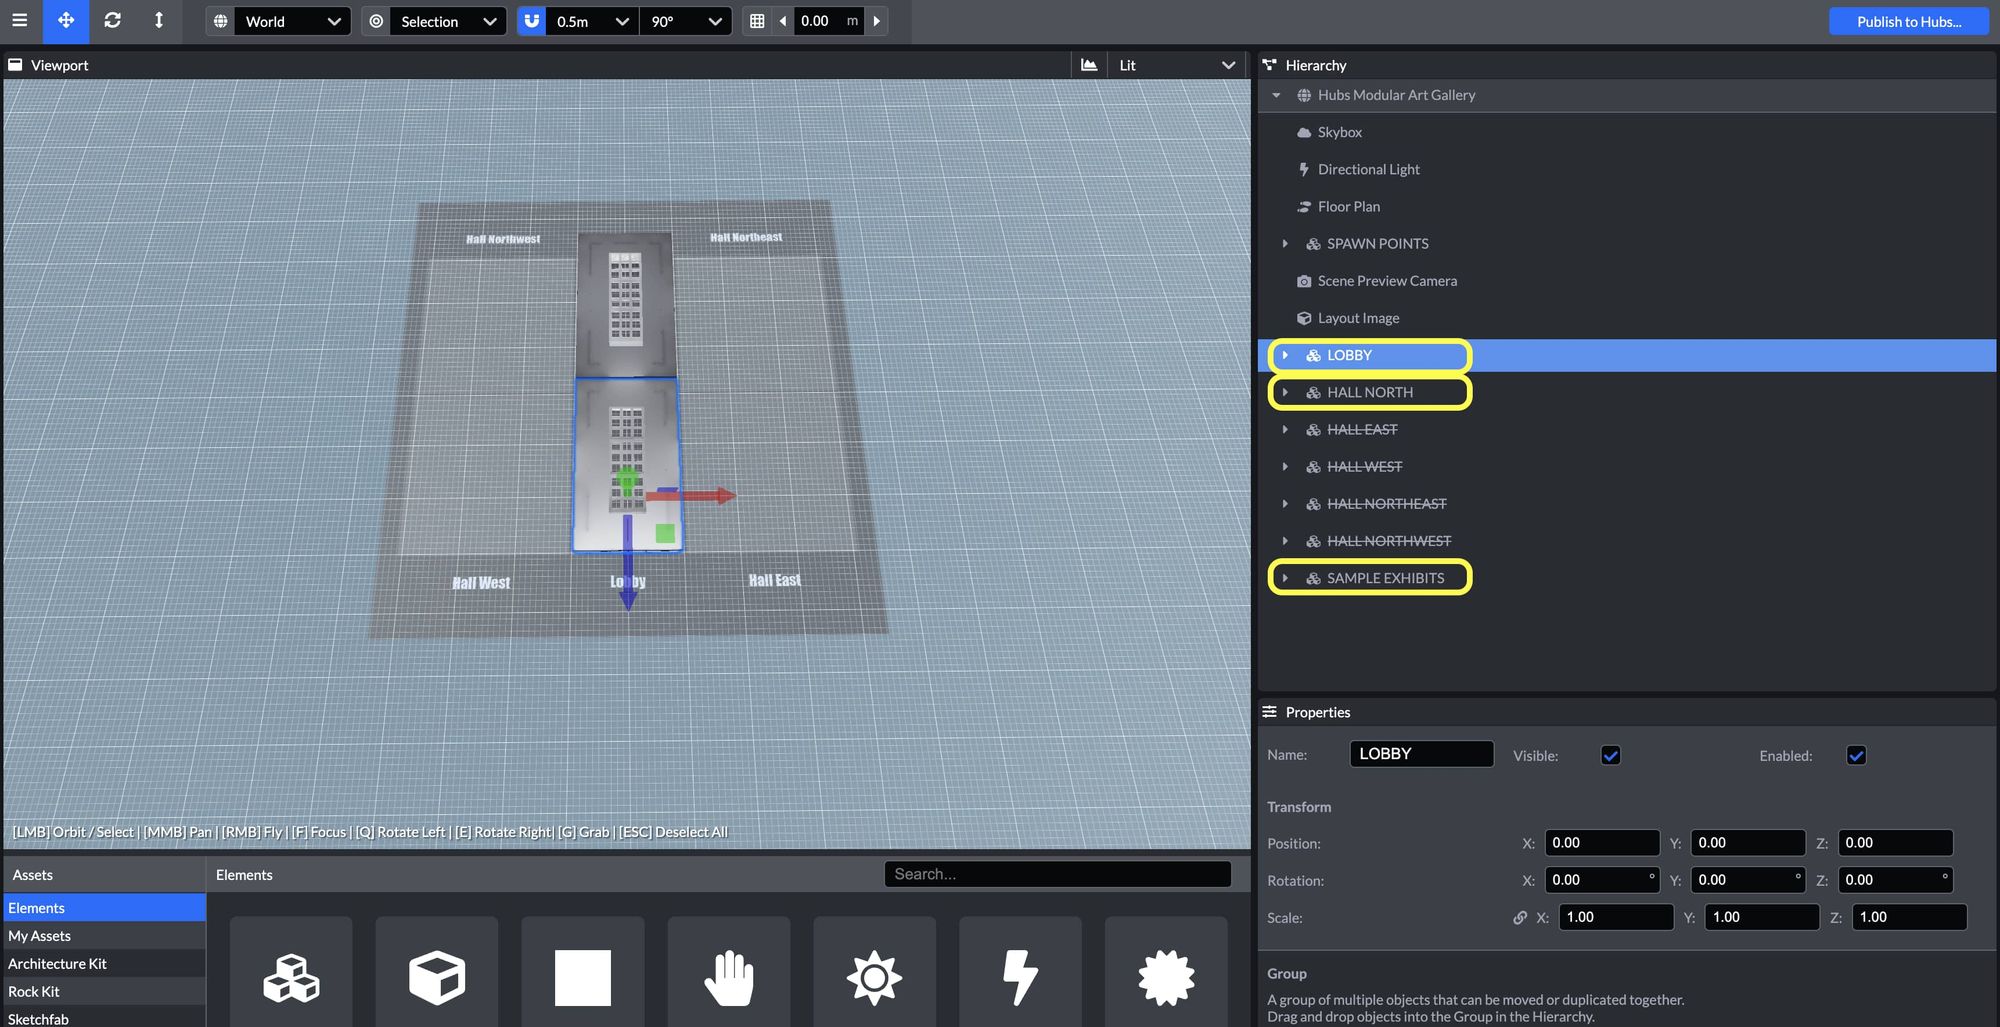 World
Selection
0.5m
90°
0.00 m
Publish to Hubs...
Viewport
Lit
Hall Northwest
Hall Northeast
Hall West
Lobby
Hall East
[LMB] Orbit / Select | [MMB] Pan | [RMB] Fly | [F] Focus | [Q] Rotate Left | [E] Rotate Right| [G] Grab | [ESC] Deselect All
Hierarchy
Hubs Modular Art Gallery
Skybox
Directional Light
Floor Plan
SPAWN POINTS
Scene Preview Camera
Layout Image
LOBBY
HALL NORTH
HALL EAST
HALL WEST
HALL NORTHEAST
HALL NORTHWEST
SAMPLE EXHIBITS
Properties
Name: LOBBY Visible: Enabled:
Transform
Position: X: 0.00 Y: 0.00 Z: 0.00
Rotation: X: 0.00 ° Y: 0.00 ° Z: 0.00 °
Scale: X: 1.00 Y: 1.00 Z: 1.00
Group
A group of multiple objects that can be moved or duplicated together.
Drag and drop objects into the Group in the Hierarchy.
Assets
Elements
My Assets
Architecture Kit
Rock Kit
Sketchfab
Elements
Search...